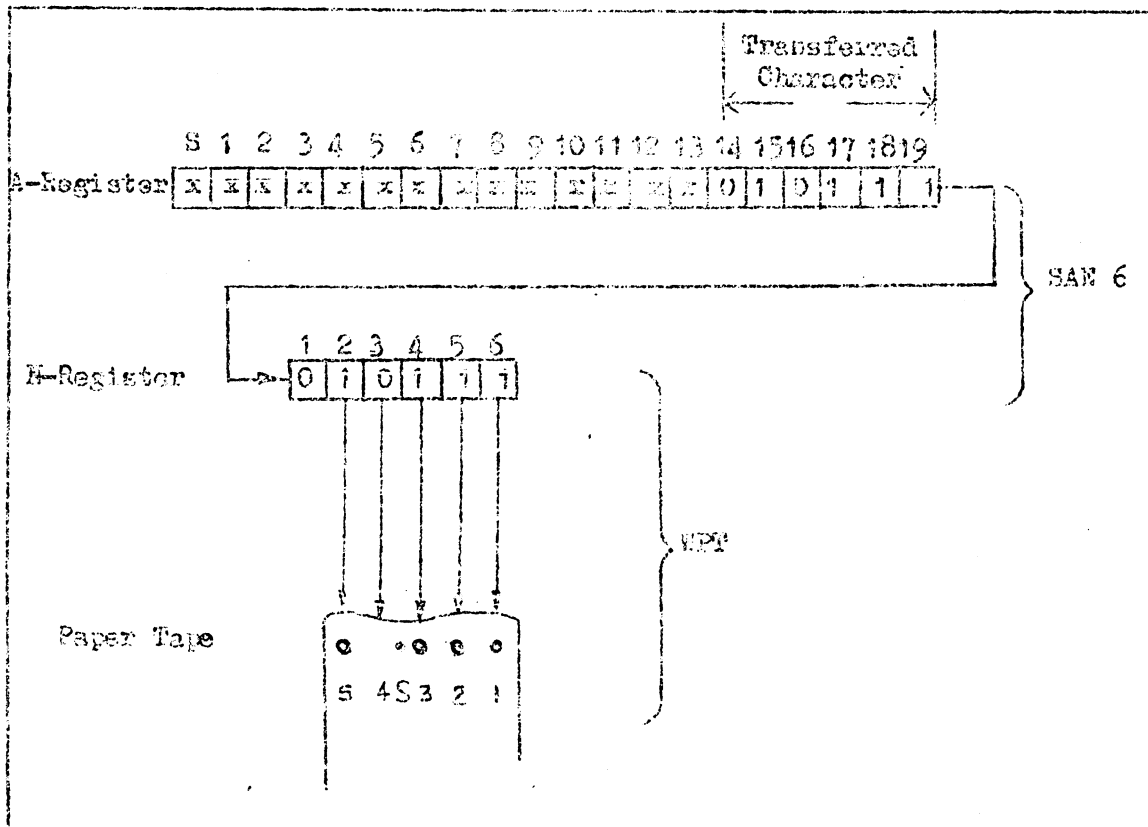 Transferred
Character
S 1 2 3 4 5 6 7 8 9 10 11 12 13 14 15 16 17 18 19
A-Register x x x x x x x x x x x x x x 0 1 0 1 1 1
SAN 6
1 2 3 4 5 6
N-Register 0 1 0 1 1 1
WPT
Paper Tape
5 4 S 3 2 1